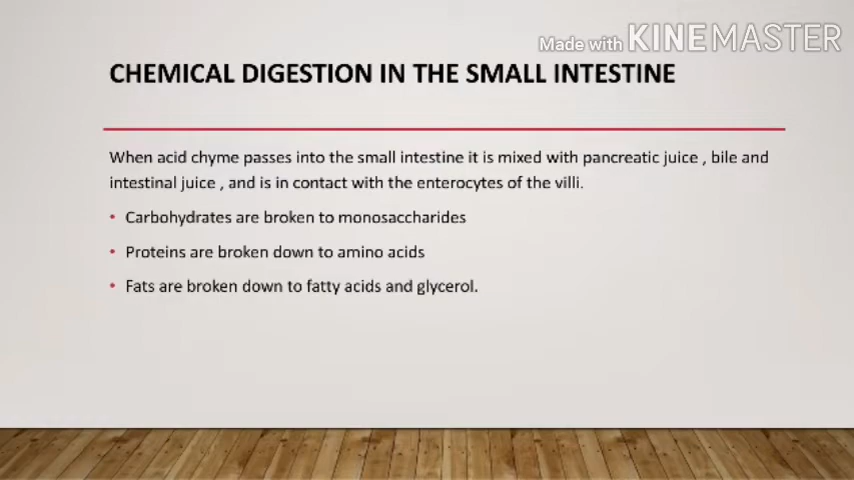 Made with KINEMASTER
CHEMICAL DIGESTION IN THE SMALL INTESTINE
When acid chyme passes into the small intestine it is mixed with pancreatic juice , bile and
intestinal juice , and is in contact with the enterocytes of the villi.
• Carbohydrates are broken to monosaccharides
• Proteins are broken down to amino acids
• Fats are broken down to fatty acids and glycerol.